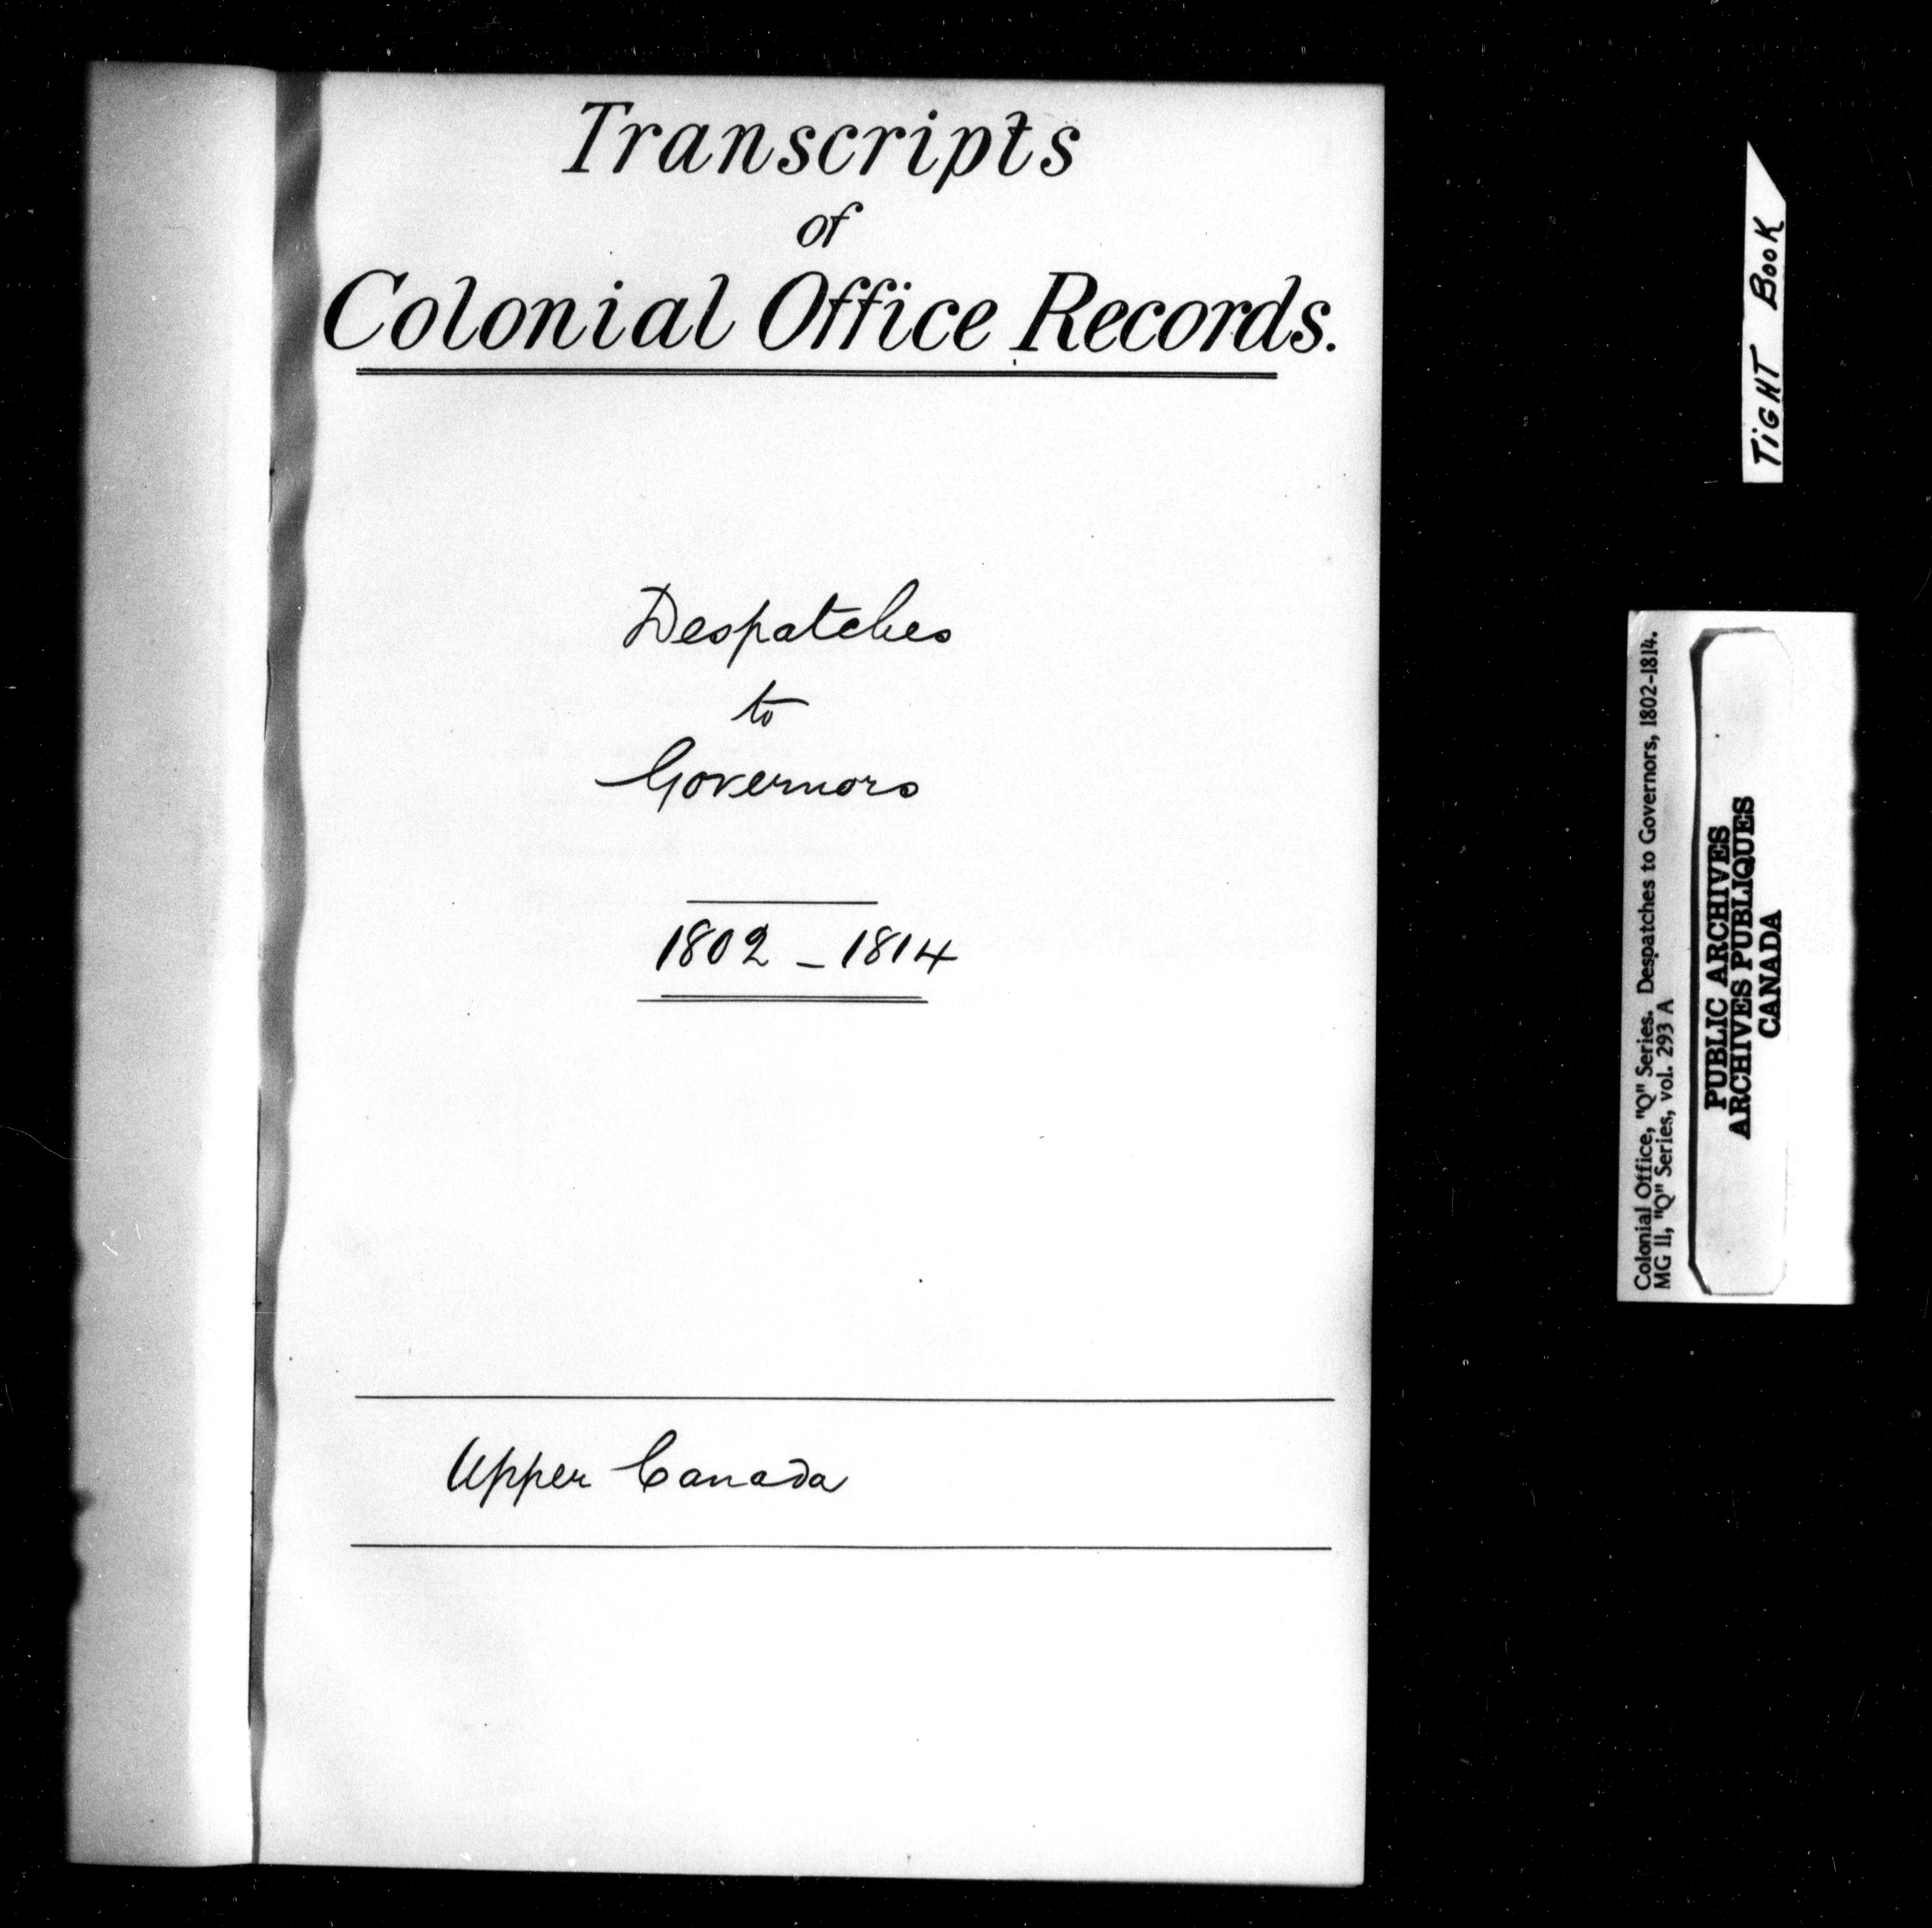 Transcripts
of
Colonial Office Records.
Despatches
to
Governors
1802 - 1814
Upper Canada
TiGHT BOOK
Colonial Office, "Q" Series. Despatches to Governors, 1802-1814.
MG 11, "Q" Series, vol. 293 A
PUBLIC ARCHIVES
ARCHIVES PUBLIQUES
CANADA